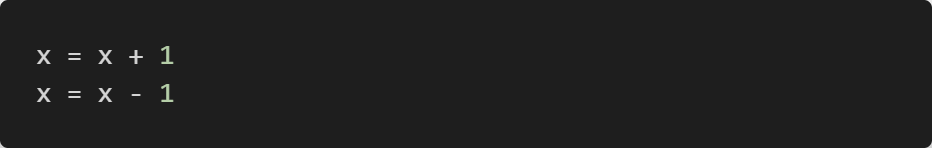 x = x + 1
x = x - 1